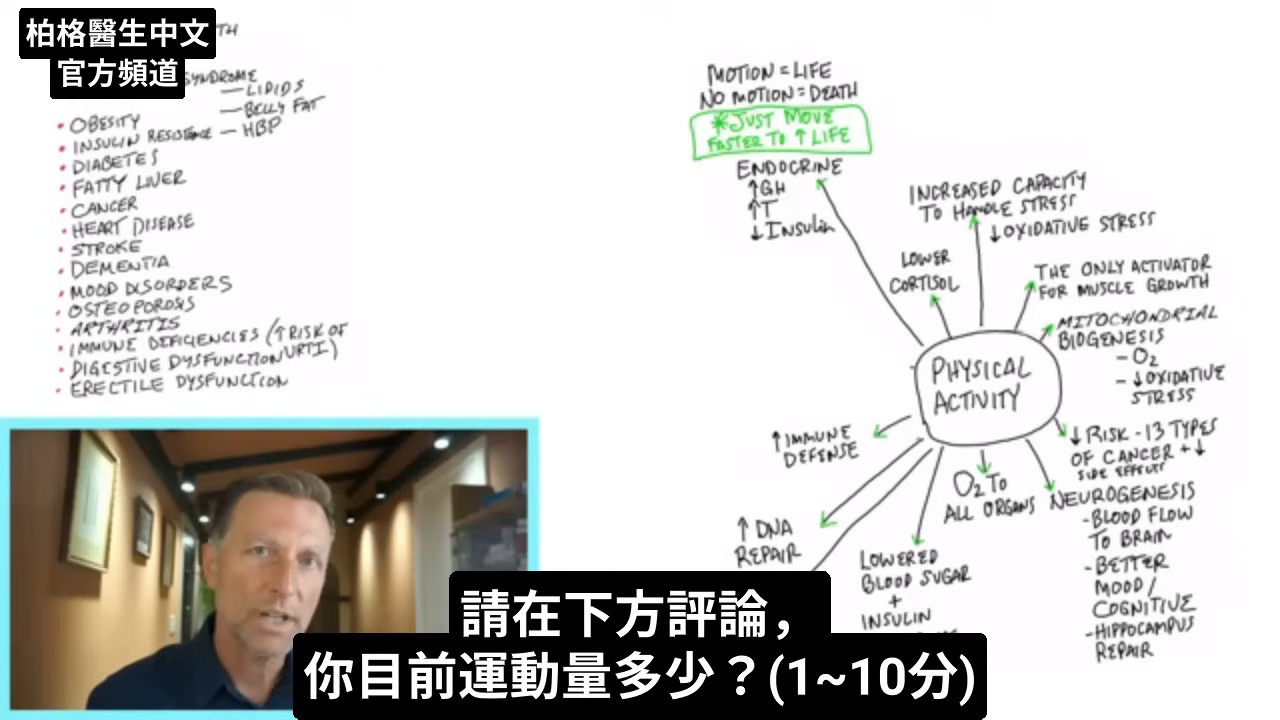 柏格醫生中文
官方頻道
TH
SYNDROME
— LIPIDS
— BELLY FAT
— HBP
• OBESITY
• INSULIN RESISTENCE
• DIABETES
• FATTY LIVER
• CANCER
• HEART DISEASE
• STROKE
• DEMENTIA
• MOOD DISORDERS
• OSTEOPOROSIS
• ARTHRITIS
• IMMUNE DEFICIENCIES (↑ RISK OF
URTI)
• DIGESTIVE DYSFUNCTION
• ERECTILE DYSFUNCTION
MOTION = LIFE
NO MOTION = DEATH
*JUST MOVE
FASTER TO ↑ LIFE
ENDOCRINE
↑GH
↑T
↓INSULIN
INCREASED CAPACITY
TO HANDLE STRESS
↓OXIDATIVE STRESS
LOWER
CORTISOL
THE ONLY ACTIVATOR
FOR MUSCLE GROWTH
MITOCHONDRIAL
BIOGENESIS
- O2
- ↓OXIDATIVE
STRESS
PHYSICAL
ACTIVITY
↓RISK - 13 TYPES
OF CANCER + ↓
SIDE EFFECTS
NEUROGENESIS
- BLOOD FLOW
TO BRAIN
- BETTER
MOOD /
COGNITIVE
- HIPPOCAMPUS
REPAIR
O2 TO
ALL ORGANS
LOWERED
BLOOD SUGAR
+
INSULIN
↑ DNA
REPAIR
↑IMMUNE
DEFENSE
請在下方評論，
你目前運動量多少？(1~10分)